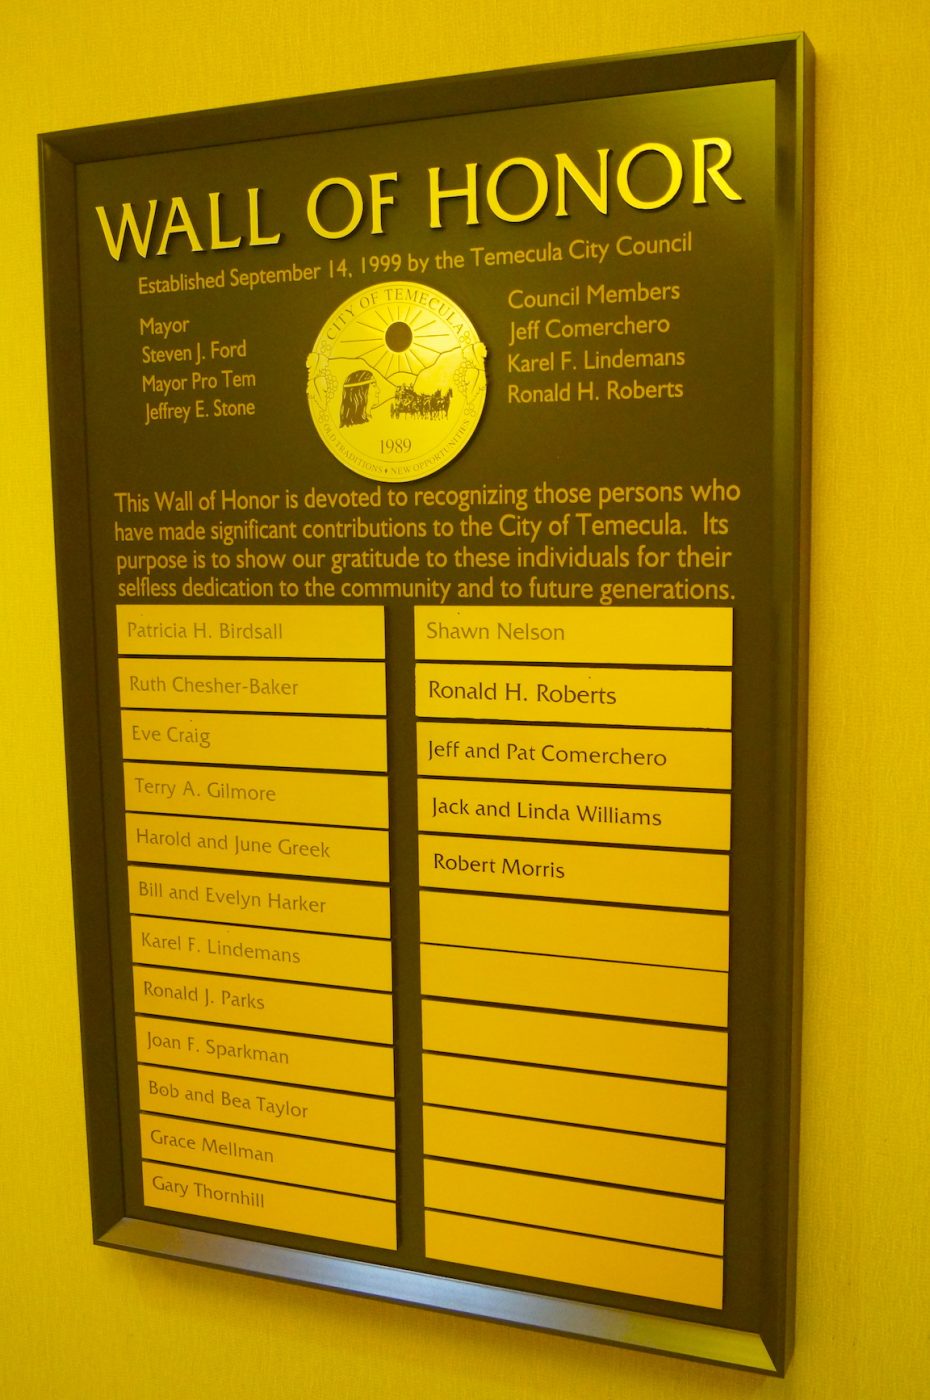 WALL OF HONOR
Established September 14, 1999 by the Temecula City Council
Mayor
Steven J. Ford
Mayor Pro Tem
Jeffrey E. Stone
CITY OF TEMECULA
1989
OLD TRADITIONS ♦ NEW OPPORTUNITIES
Council Members
Jeff Comerchero
Karel F. Lindemans
Ronald H. Roberts
This Wall of Honor is devoted to recognizing those persons who
have made significant contributions to the City of Temecula. Its
purpose is to show our gratitude to these individuals for their
selfless dedication to the community and to future generations.
Patricia H. Birdsall
Ruth Chesher-Baker
Eve Craig
Terry A. Gilmore
Harold and June Greek
Bill and Evelyn Harker
Karel F. Lindemans
Ronald J. Parks
Joan F. Sparkman
Bob and Bea Taylor
Grace Mellman
Gary Thornhill
Shawn Nelson
Ronald H. Roberts
Jeff and Pat Comerchero
Jack and Linda Williams
Robert Morris